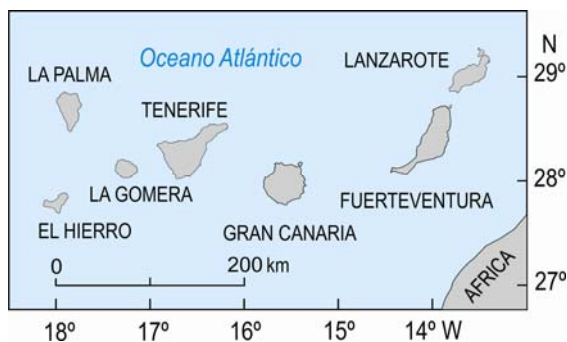 Oceano Atlántico
LANZAROTE
N
LA PALMA
29º
TENERIFE
LA GOMERA
28º
FUERTEVENTURA
EL HIERRO
GRAN CANARIA
0
200 km
AFRICA
27º
18º 17º 16º 15º 14º W